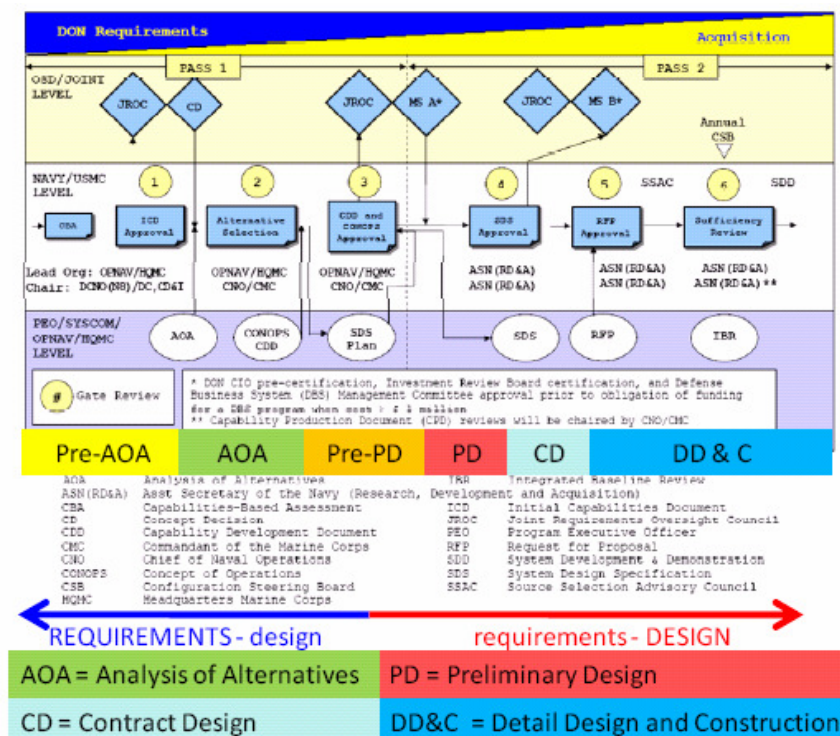 DON Requirements
Acquisition
PASS 1
PASS 2
OSD/JOINT
LEVEL
JROC
CD
JROC
MS A*
JROC
MS B*
Annual
CSB
NAVY/USMC
LEVEL
1
2
3
4
5
SSAC
6
SDD
CBA
ICD
Approval
Alternative
Selection
CDD and
CONOPS
Approval
SDS
Approval
RFP
Approval
Sufficiency
Review
Lead Org: OPNAV/HQMC
Chair: DCNO(N8)/DC,CD&I
OPNAV/HQMC
CNO/CMC
OPNAV/HQMC
CNO/CMC
ASN(RD&A)
ASN(RD&A)
ASN(RD&A)
ASN(RD&A)
ASN(RD&A)
ASN(RD&A)**
PEO/SYSCOM/
OPNAV/HQMC
LEVEL
AOA
CONOPS
CDD
SDS
Plan
SDS
RFP
IBR
# Gate Review
* DON CIO pre-certification, Investment Review Board certification, and Defense
Business System (DBS) Management Committee approval prior to obligation of funding
for a DBS program when cost > $ 1 million
** Capability Production Document (CPD) reviews will be chaired by CNO/CMC
Pre-AOA AOA Pre-PD PD CD DD & C
AOA Analysis of Alternatives
ASN(RD&A) Asst Secretary of the Navy (Research, Development and Acquisition)
CBA Capabilities-Based Assessment
CD Concept Decision
CDD Capability Development Document
CMC Commandant of the Marine Corps
CNO Chief of Naval Operations
CONOPS Concept of Operations
CSB Configuration Steering Board
HQMC Headquarters Marine Corps
IBR Integrated Baseline Review
ICD Initial Capabilities Document
JROC Joint Requirements Oversight Council
PEO Program Executive Officer
RFP Request for Proposal
SDD System Development & Demonstration
SDS System Design Specification
SSAC Source Selection Advisory Council
REQUIREMENTS - design
requirements - DESIGN
AOA = Analysis of Alternatives
PD = Preliminary Design
CD = Contract Design
DD&C = Detail Design and Construction